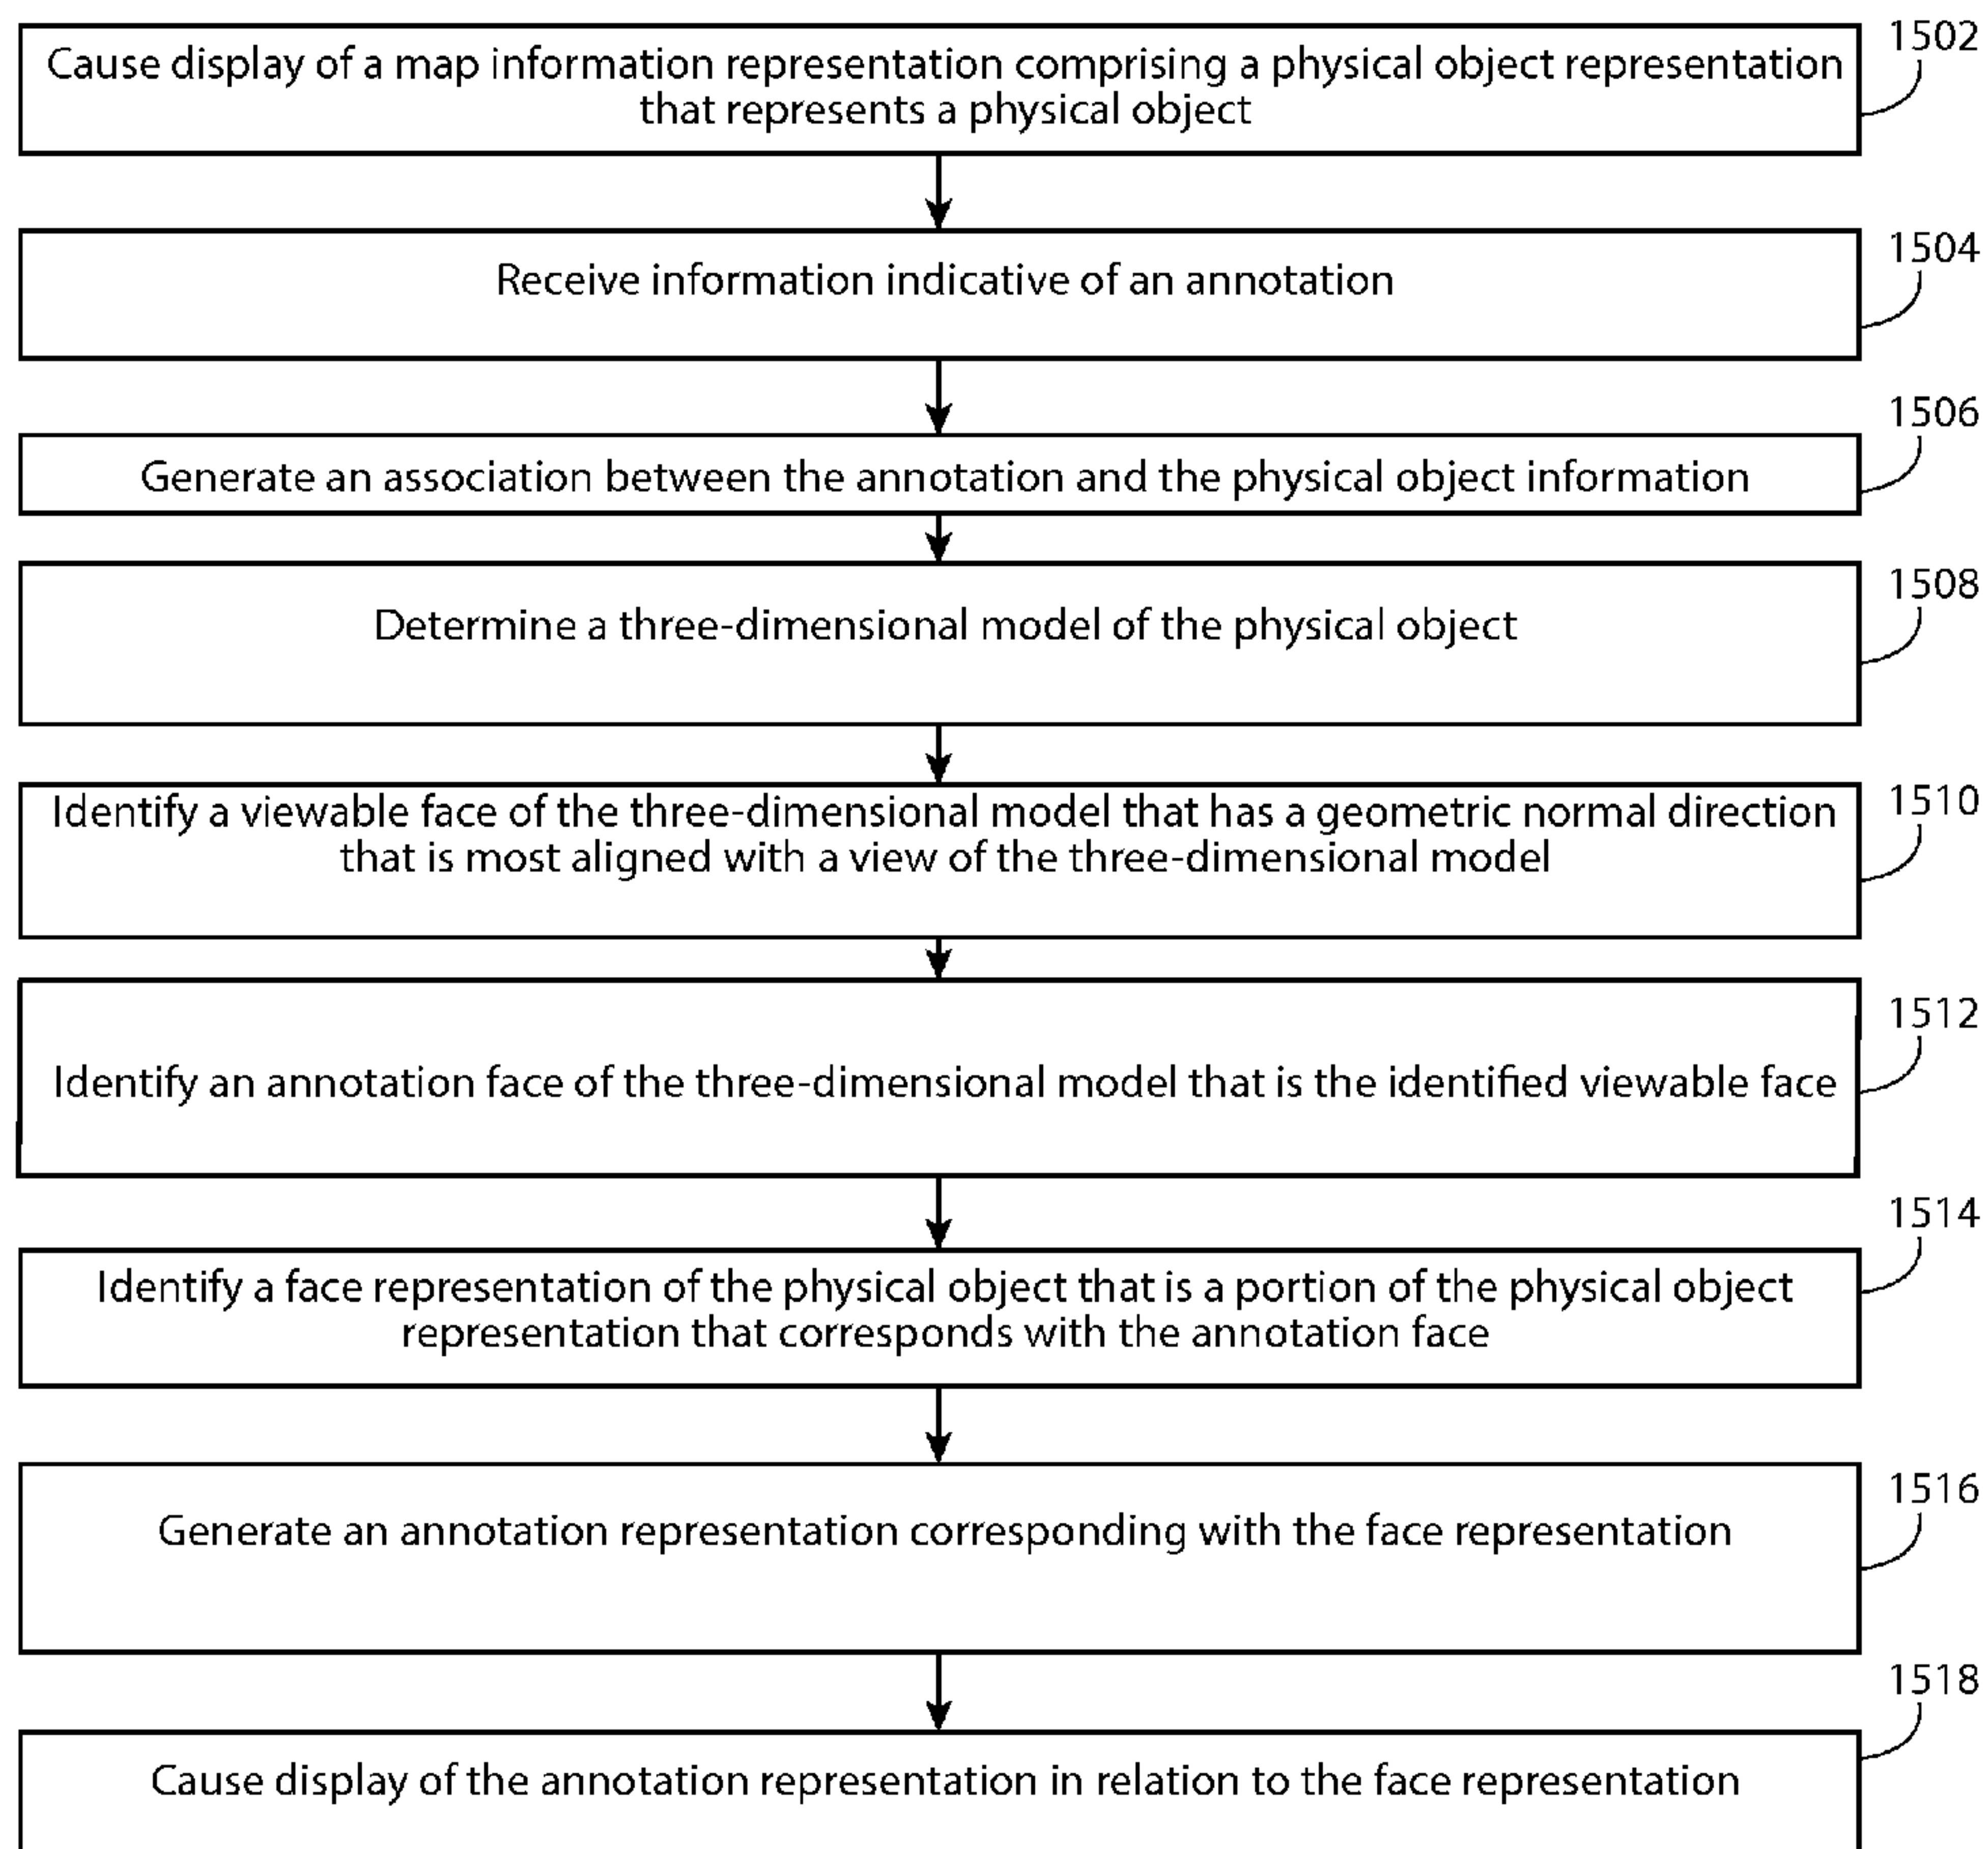 1502
Cause display of a map information representation comprising a physical object representation
that represents a physical object
1504
Receive information indicative of an annotation
1506
Generate an association between the annotation and the physical object information
1508
Determine a three-dimensional model of the physical object
1510
Identify a viewable face of the three-dimensional model that has a geometric normal direction
that is most aligned with a view of the three-dimensional model
1512
Identify an annotation face of the three-dimensional model that is the identified viewable face
1514
Identify a face representation of the physical object that is a portion of the physical object
representation that corresponds with the annotation face
1516
Generate an annotation representation corresponding with the face representation
1518
Cause display of the annotation representation in relation to the face representation